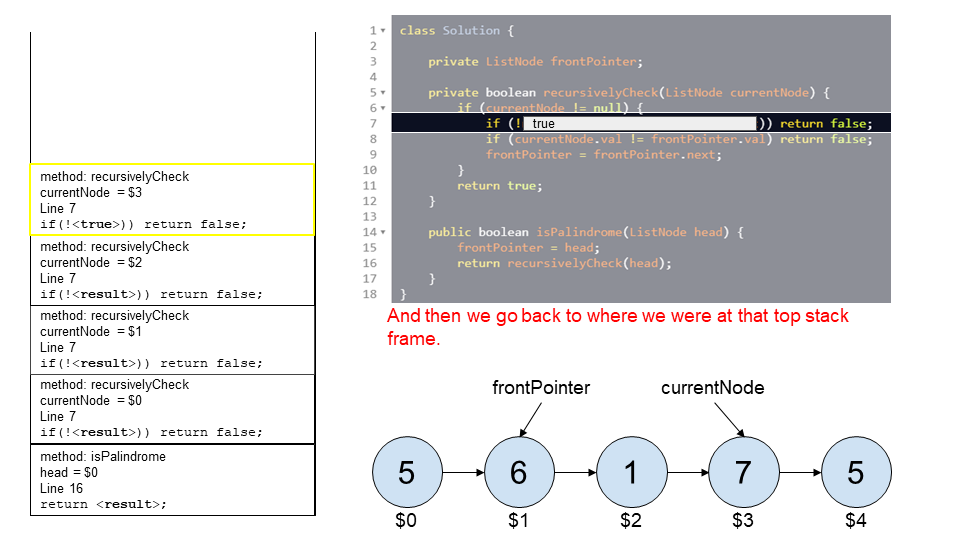 method: recursivelyCheck
currentNode = $3
Line 7
if(!<true>)) return false;
method: recursivelyCheck
currentNode = $2
Line 7
if(!<result>)) return false;
method: recursivelyCheck
currentNode = $1
Line 7
if(!<result>)) return false;
method: recursivelyCheck
currentNode = $0
Line 7
if(!<result>)) return false;
method: isPalindrome
head = $0
Line 16
return <result>;
1 class Solution {
2
3 private ListNode frontPointer;
4
5 private boolean recursivelyCheck(ListNode currentNode) {
6 if (currentNode != null) {
7 if (! true )) return false;
8 if (currentNode.val != frontPointer.val) return false;
9 frontPointer = frontPointer.next;
10 }
11 return true;
12 }
13
14 public boolean isPalindrome(ListNode head) {
15 frontPointer = head;
16 return recursivelyCheck(head);
17 }
18 }
And then we go back to where we were at that top stack
frame.
frontPointer currentNode
5 6 1 7 5
$0 $1 $2 $3 $4